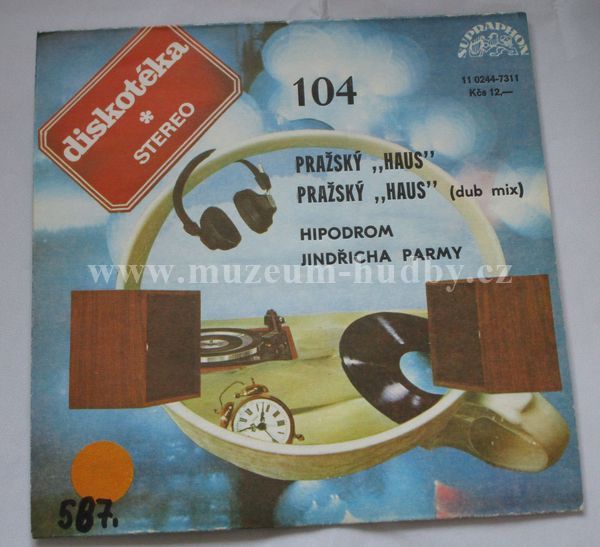 diskotéka
*
STEREO
104
SUPRAPHON
11 0244-7311
Kčs 12,—
PRAŽSKÝ ,,HAUS''
PRAŽSKÝ ,,HAUS'' (dub mix)
HIPODROM
JINDŘICHA PARMY
www.muzeum-hudby.cz
587.